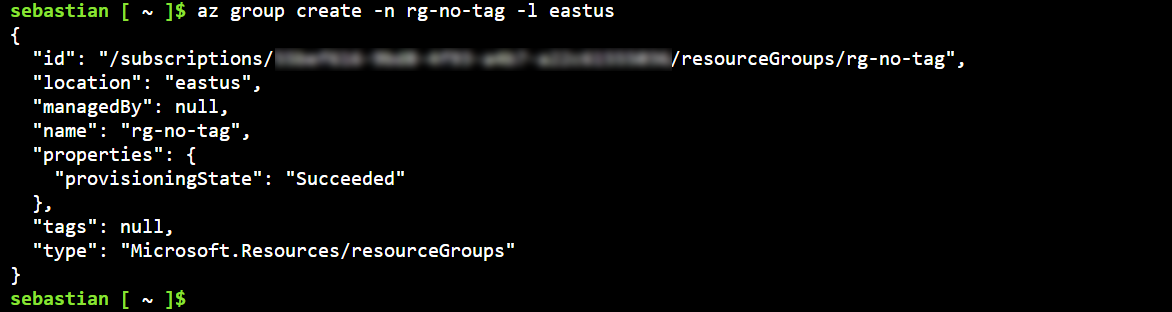 sebastian [ ~ ]$ az group create -n rg-no-tag -l eastus
{
  "id": "/subscriptions/ /resourceGroups/rg-no-tag",
  "location": "eastus",
  "managedBy": null,
  "name": "rg-no-tag",
  "properties": {
    "provisioningState": "Succeeded"
  },
  "tags": null,
  "type": "Microsoft.Resources/resourceGroups"
}
sebastian [ ~ ]$